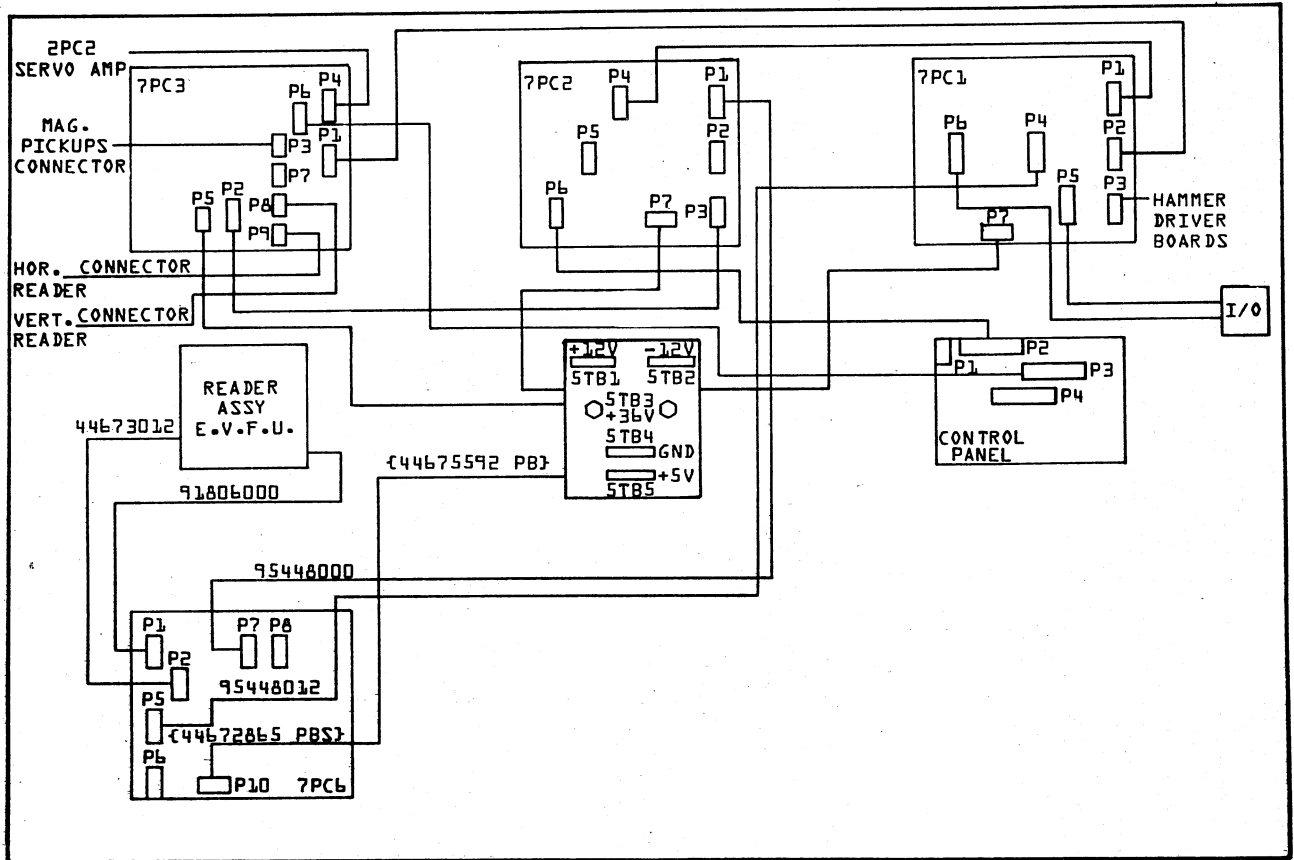 2PC2
SERVO AMP
7PC3
P6
P4
MAG.
PICKUPS
CONNECTOR
P3
P1
P7
P5
P2
P8
P9
HOR. CONNECTOR
READER
VERT. CONNECTOR
READER
7PC2
P4
P1
P5
P2
P6
P7
P3
7PC1
P1
P6
P4
P2
P5
P3
P7
HAMMER
DRIVER
BOARDS
I/O
READER
ASSY
E.V.F.U.
44673012
91806000
+12V
-12V
5TB1
5TB2
5TB3
+36V
5TB4
GND
+5V
5TB5
{44675592 PB}
P1
P2
P3
P4
CONTROL
PANEL
95448000
P1
P7
P8
P2
95448012
P5
{44672865 PBS}
P6
P10
7PC6